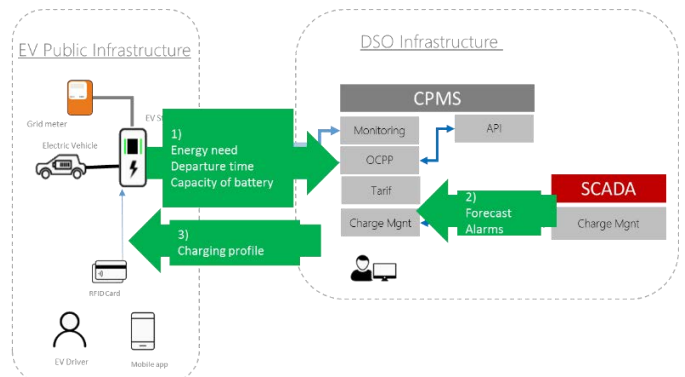 EV Public Infrastructure
DSO Infrastructure
Grid meter
EV
Electric Vehicle
1)
Energy need
Departure time
Capacity of battery
CPMS
Monitoring
API
OCPP
Tarif
Charge Mgnt
2)
Forecast
Alarms
SCADA
Charge Mgnt
3)
Charging profile
RFID Card
EV Driver
Mobile app